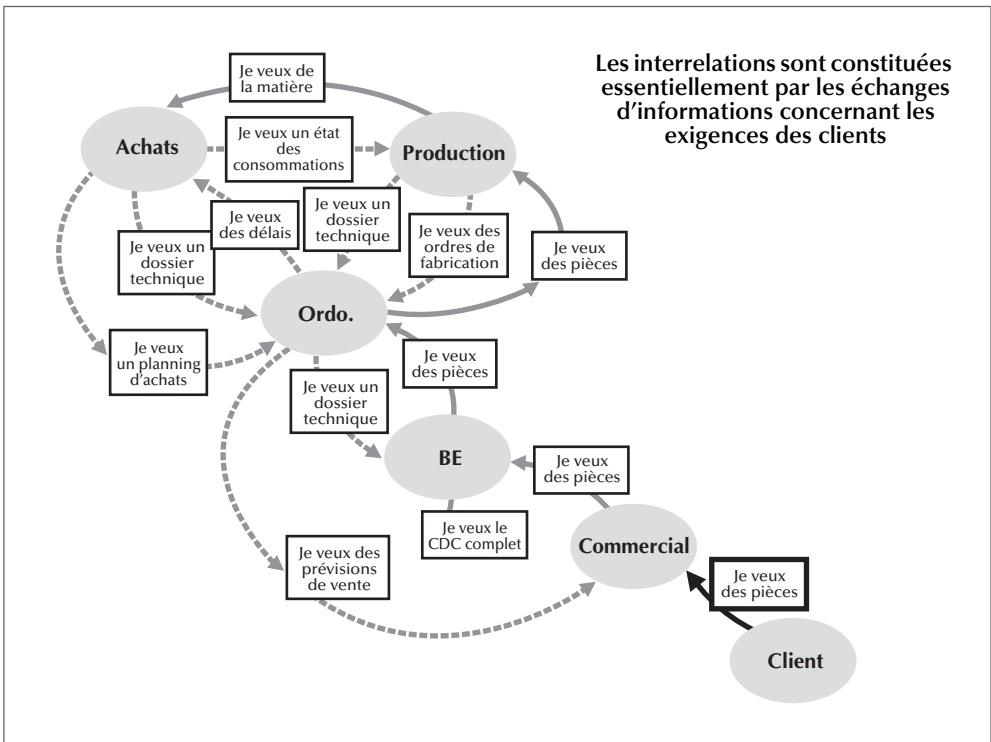 Les interrelations sont constituées
essentiellement par les échanges
d’informations concernant les
exigences des clients
Je veux de
la matière
Achats
Je veux un état
des
consommations
Production
Je veux un
dossier
technique
Je veux
des délais
Je veux un
dossier
technique
Je veux des
ordres de
fabrication
Je veux
des pièces
Ordo.
Je veux
un planning
d’achats
Je veux un
dossier
technique
Je veux
des pièces
BE
Je veux
des pièces
Je veux le
CDC complet
Je veux des
prévisions
de vente
Commercial
Je veux
des pièces
Client